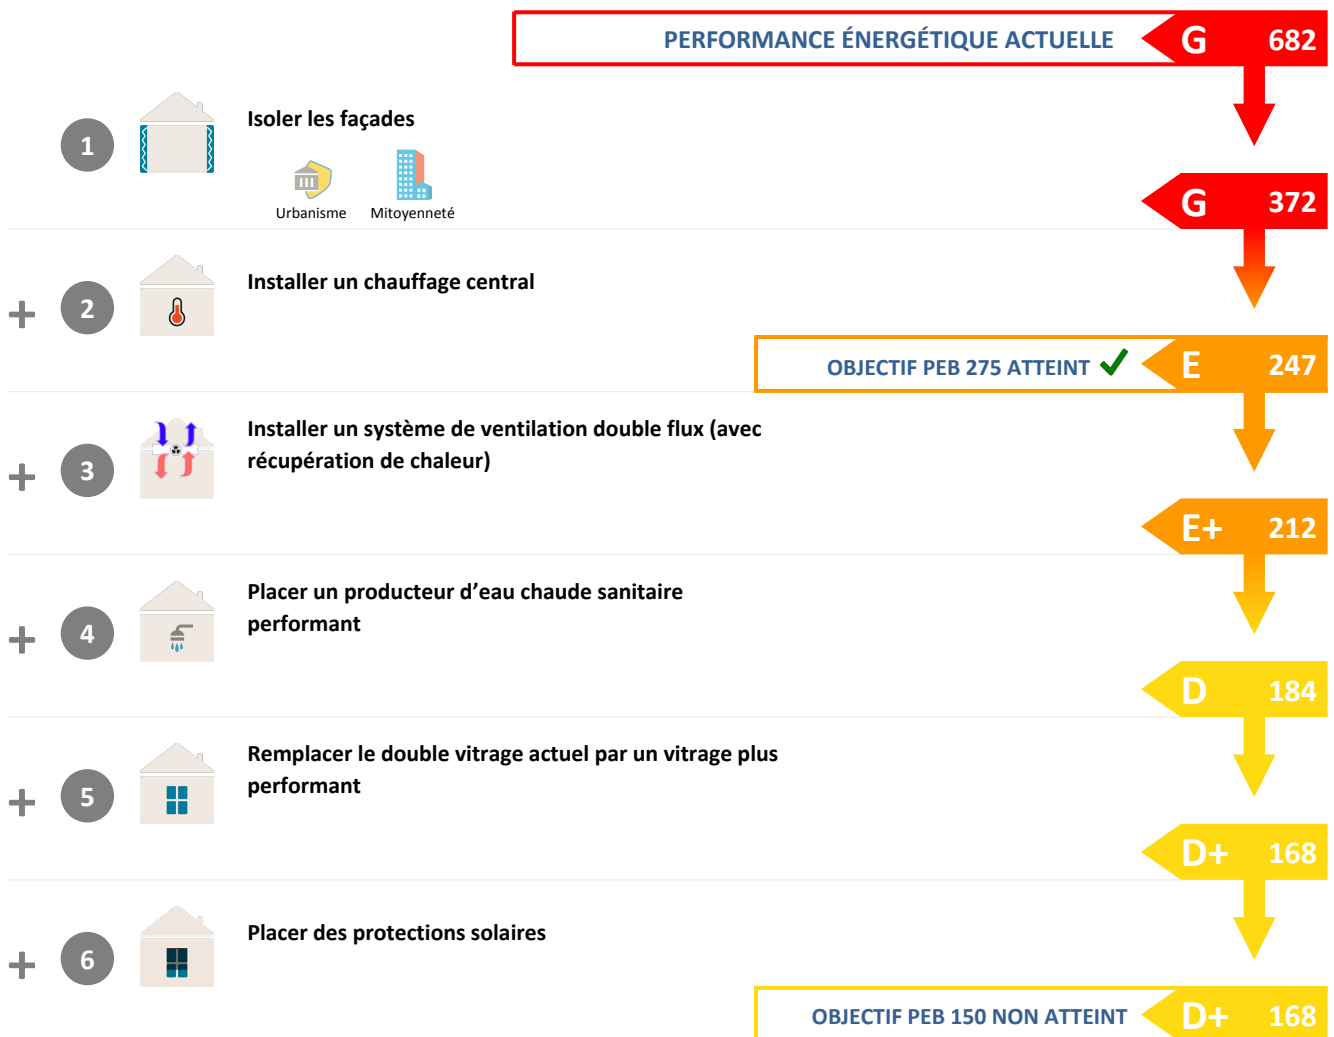 PERFORMANCE ÉNERGÉTIQUE ACTUELLE G 682
1 Isoler les façades
Urbanisme Mitoyenneté
G 372
+ 2 Installer un chauffage central
OBJECTIF PEB 275 ATTEINT ✓ E 247
+ 3 Installer un système de ventilation double flux (avec
récupération de chaleur)
E+ 212
+ 4 Placer un producteur d’eau chaude sanitaire
performant
D 184
+ 5 Remplacer le double vitrage actuel par un vitrage plus
performant
D+ 168
+ 6 Placer des protections solaires
OBJECTIF PEB 150 NON ATTEINT D+ 168